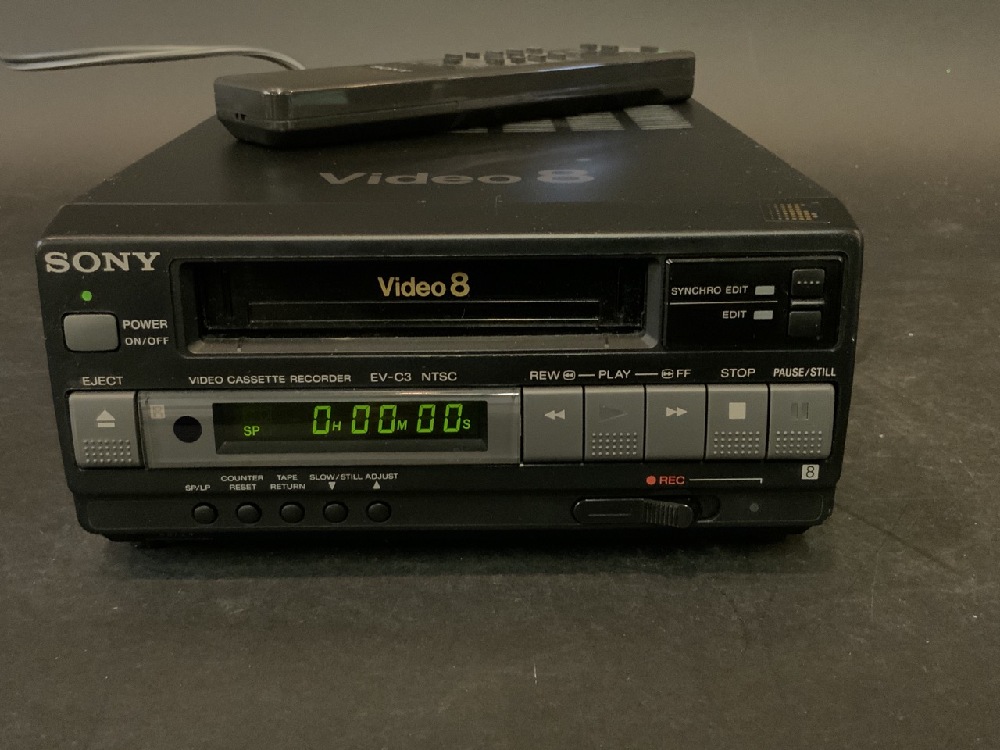 Video 8
SONY
Video 8
SYNCHRO EDIT
EDIT
POWER
ON/OFF
EJECT
VIDEO CASSETTE RECORDER EV-C3 NTSC
REW PLAY FF STOP PAUSE/STILL
SP 0H 00M 00S
8
SP/LP COUNTER RESET TAPE RETURN SLOW/STILL ADJUST
REC